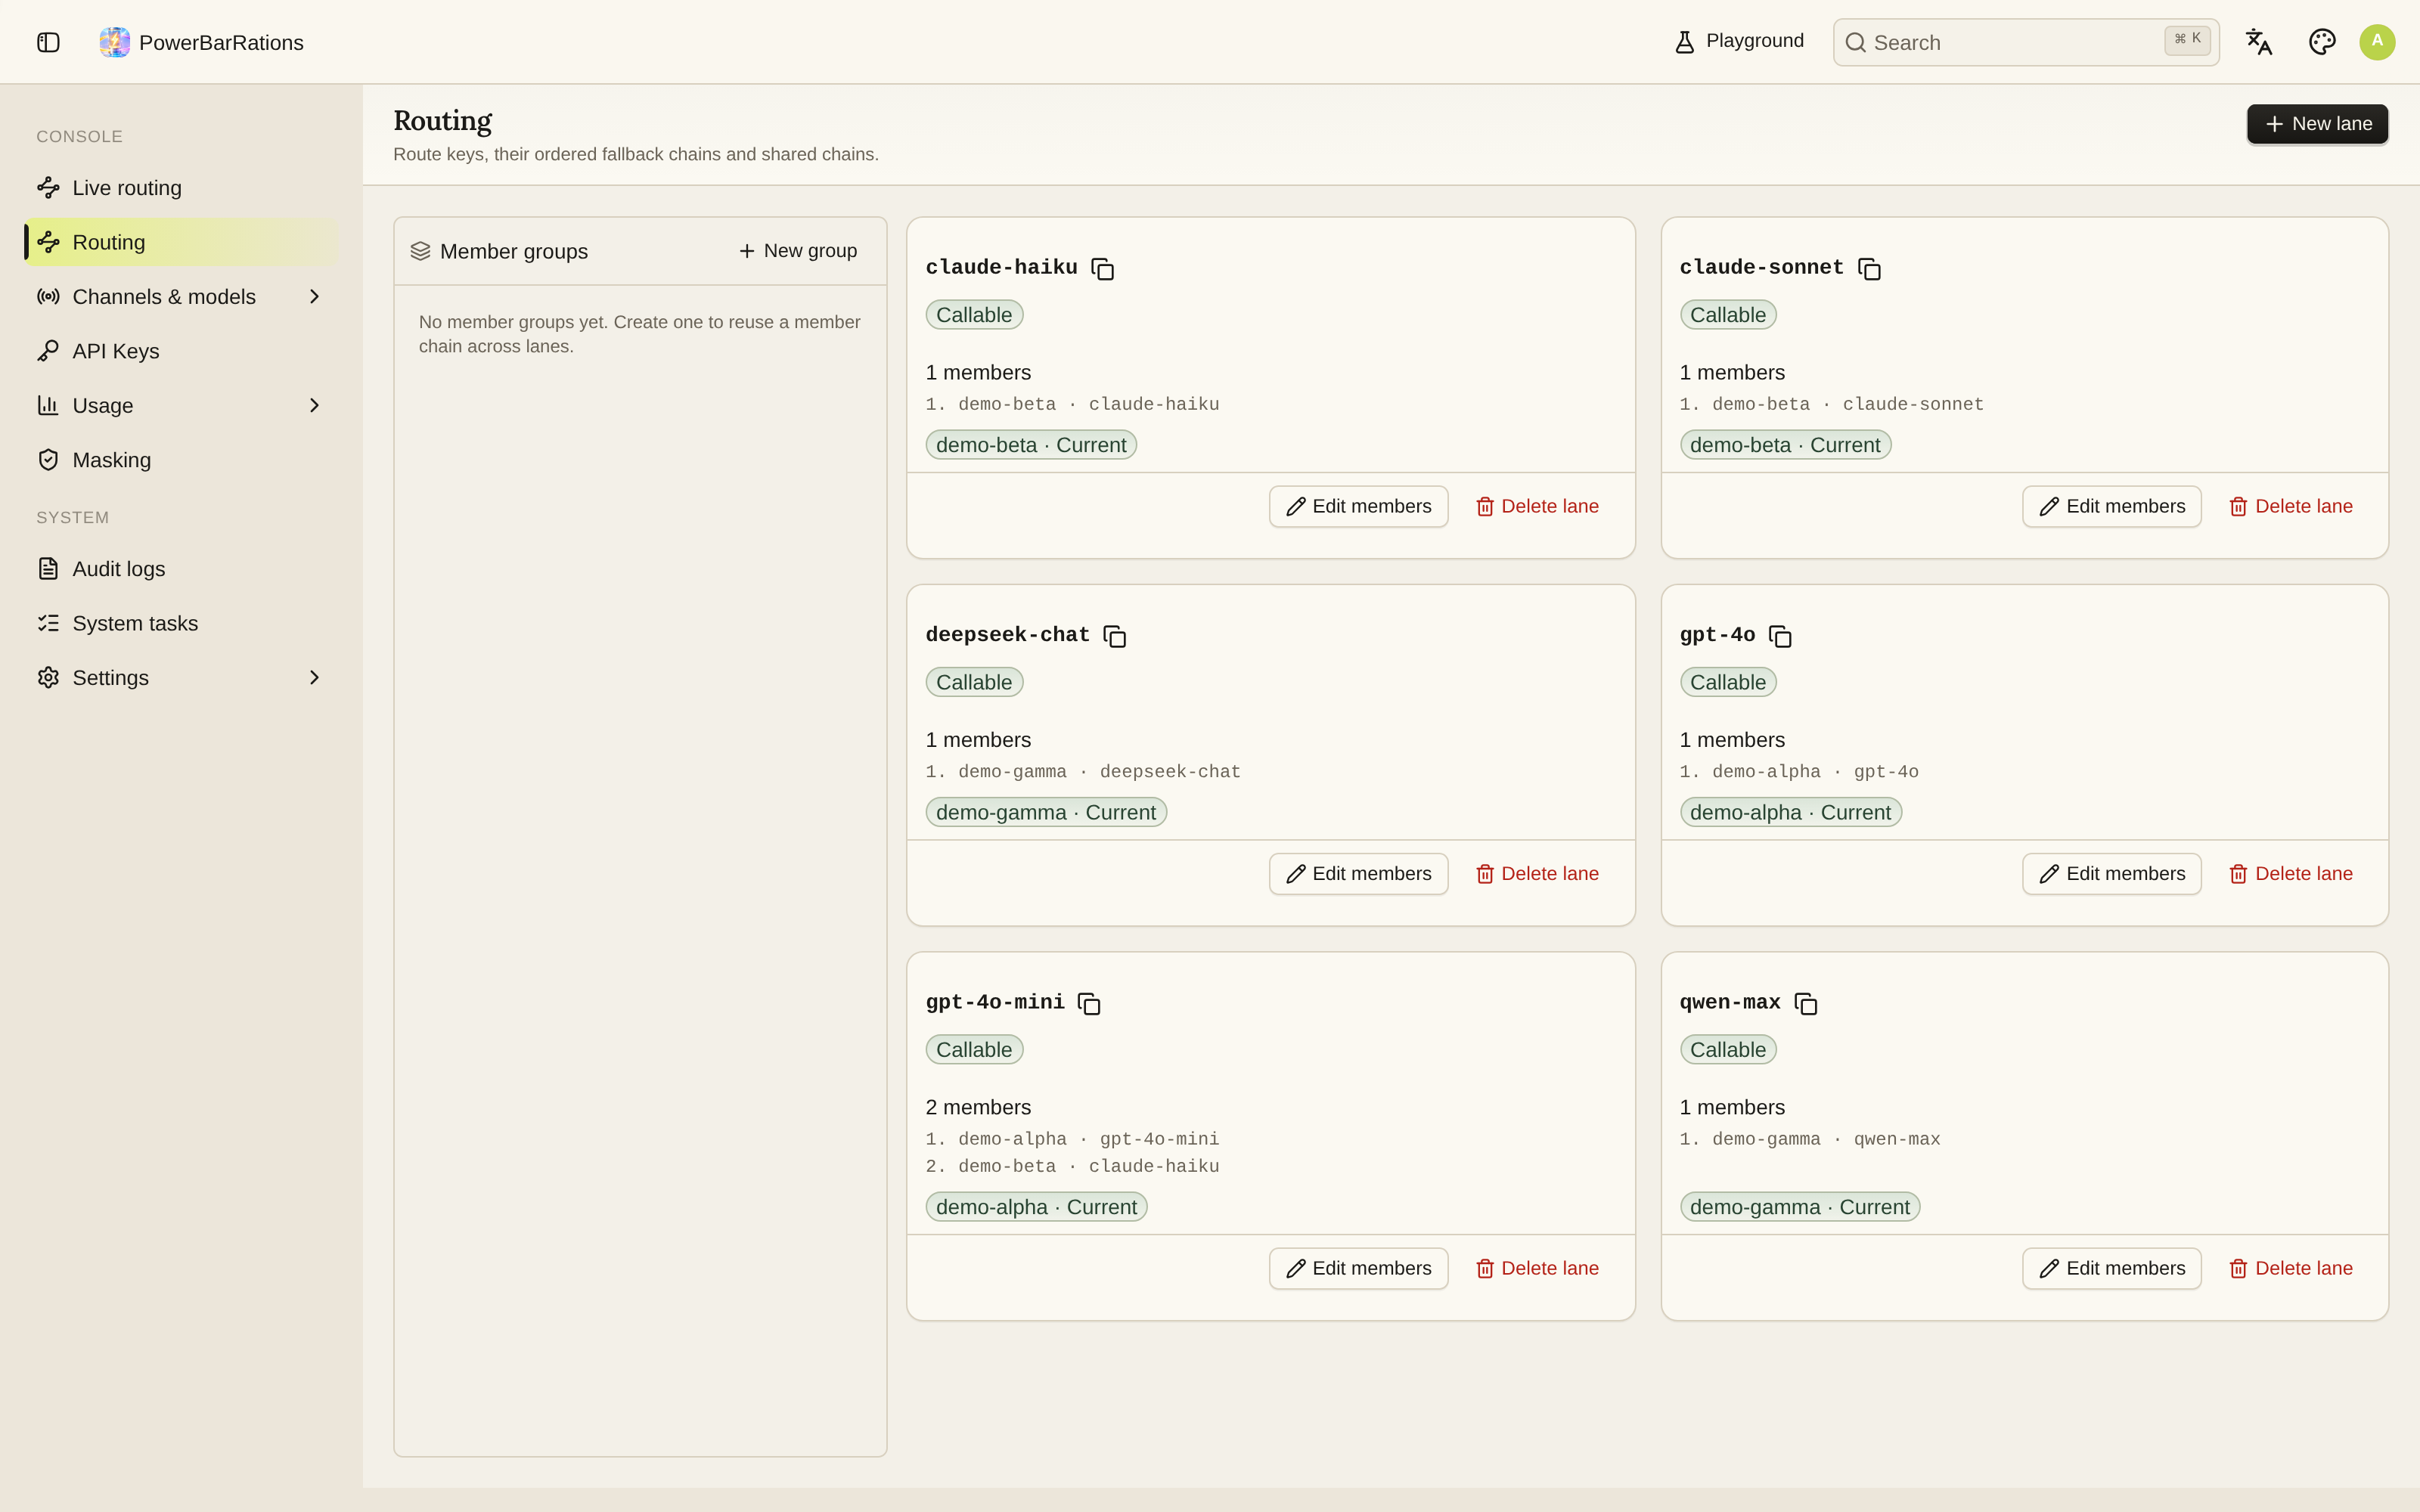 PowerBarRations
Playground
Search
⌘ K
A
CONSOLE
Live routing
Routing
Channels & models
API Keys
Usage
Masking
SYSTEM
Audit logs
System tasks
Settings
Routing
Route keys, their ordered fallback chains and shared chains.
New lane
Member groups
New group
No member groups yet. Create one to reuse a member
chain across lanes.
claude-haiku
Callable
1 members
1. demo-beta · claude-haiku
demo-beta · Current
Edit members
Delete lane
claude-sonnet
Callable
1 members
1. demo-beta · claude-sonnet
demo-beta · Current
Edit members
Delete lane
deepseek-chat
Callable
1 members
1. demo-gamma · deepseek-chat
demo-gamma · Current
Edit members
Delete lane
gpt-4o
Callable
1 members
1. demo-alpha · gpt-4o
demo-alpha · Current
Edit members
Delete lane
gpt-4o-mini
Callable
2 members
1. demo-alpha · gpt-4o-mini
2. demo-beta · claude-haiku
demo-alpha · Current
Edit members
Delete lane
qwen-max
Callable
1 members
1. demo-gamma · qwen-max
demo-gamma · Current
Edit members
Delete lane